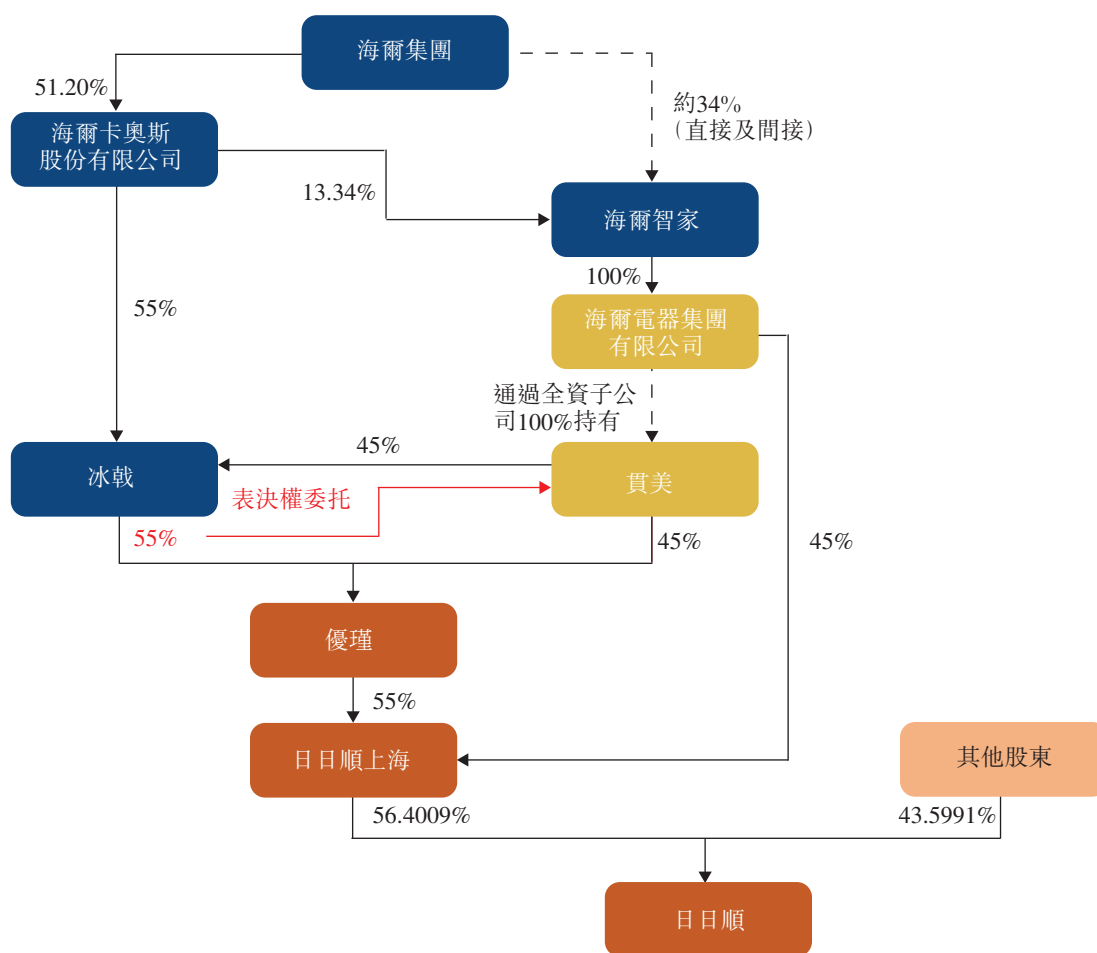 海爾集團
51.20%
約34%
（直接及間接）
海爾卡奧斯
股份有限公司
13.34%
海爾智家
100%
55%
海爾電器集團
有限公司
通過全資子公
司100%持有
45%
冰戟
貫美
表決權委托
55%
45%
45%
優瑾
55%
日日順上海
其他股東
56.4009%
43.5991%
日日順